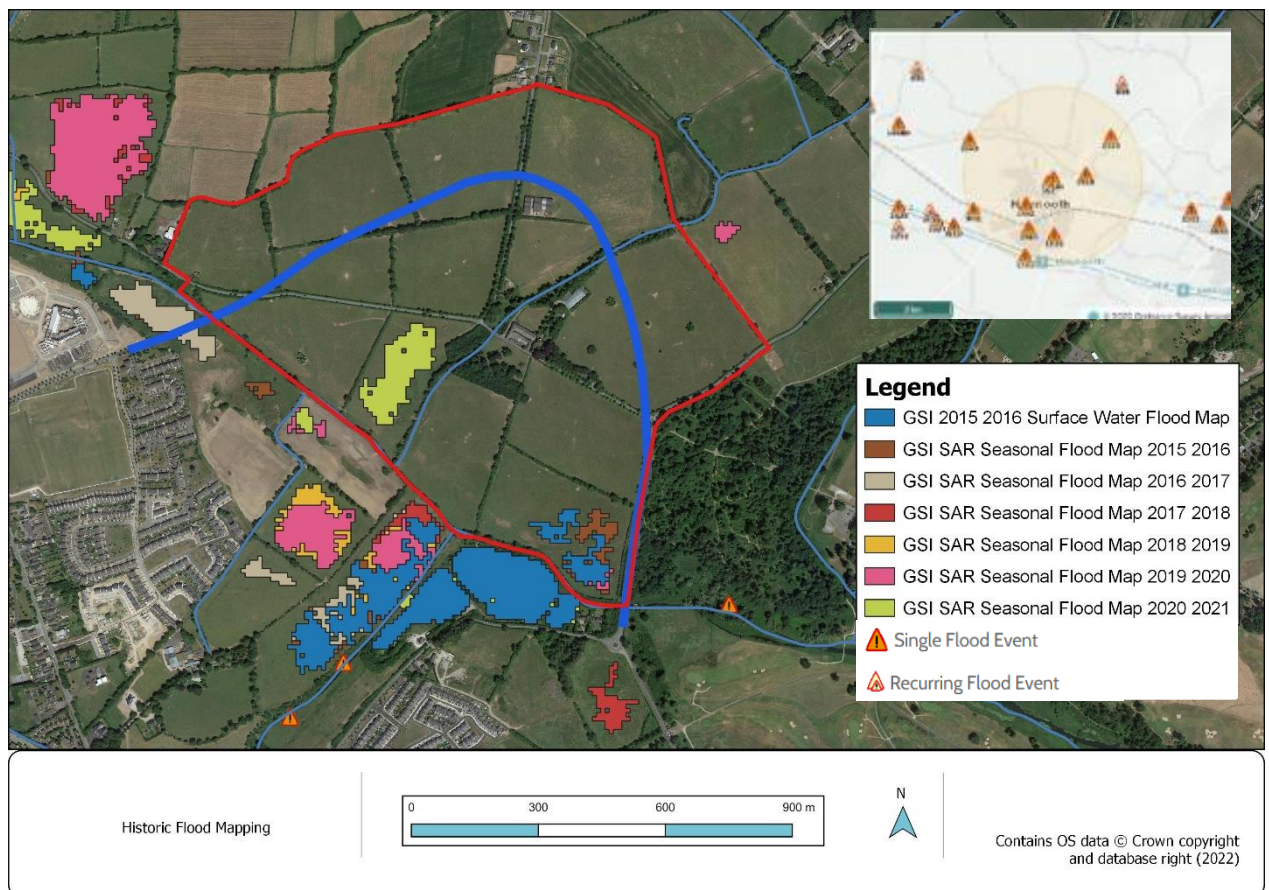 Legend
GSI 2015 2016 Surface Water Flood Map
GSI SAR Seasonal Flood Map 2015 2016
GSI SAR Seasonal Flood Map 2016 2017
GSI SAR Seasonal Flood Map 2017 2018
GSI SAR Seasonal Flood Map 2018 2019
GSI SAR Seasonal Flood Map 2019 2020
GSI SAR Seasonal Flood Map 2020 2021
Single Flood Event
Recurring Flood Event
Historic Flood Mapping
0 300 600 900 m
N
Contains OS data © Crown copyright
and database right (2022)